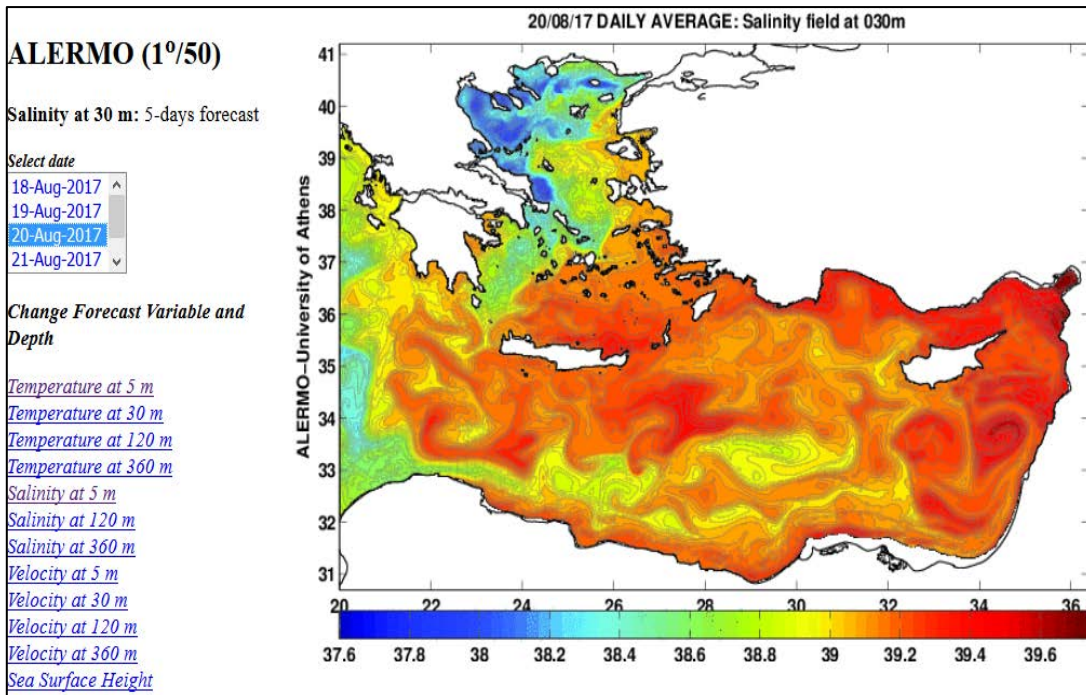 ALERMO (1º/50)
Salinity at 30 m: 5-days forecast
Select date
18-Aug-2017
19-Aug-2017
20-Aug-2017
21-Aug-2017
Change Forecast Variable and
Depth
Temperature at 5 m
Temperature at 30 m
Temperature at 120 m
Temperature at 360 m
Salinity at 5 m
Salinity at 120 m
Salinity at 360 m
Velocity at 5 m
Velocity at 30 m
Velocity at 120 m
Velocity at 360 m
Sea Surface Height
20/08/17 DAILY AVERAGE: Salinity field at 030m
ALERMO-University of Athens
41
40
39
38
37
36
35
34
33
32
31
20 22 24 26 28 30 32 34 36
37.6 37.8 38 38.2 38.4 38.6 38.8 39 39.2 39.4 39.6